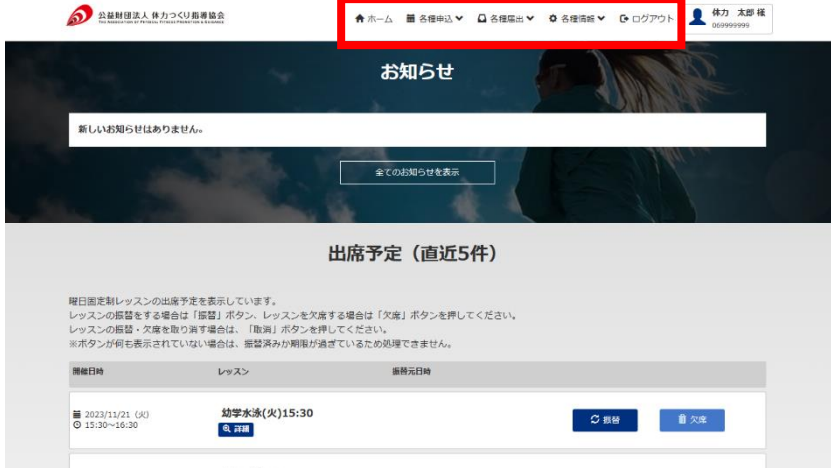 公益財団法人 体力つくり指導協会
THE ASSOCIATION OF PHYSICAL FITNESS PROMOTION & GUIDANCE
ホーム 各種申込 各種届出 各種情報 ログアウト
体力 太郎 様
069999999
お知らせ
新しいお知らせはありません。
全てのお知らせを表示
出席予定（直近5件）
曜日固定制レッスンの出席予定を表示しています。
レッスンの振替をする場合は「振替」ボタン、レッスンを欠席する場合は「欠席」ボタンを押してください。
レッスンの振替・欠席を取り消す場合は、「取消」ボタンを押してください。
※ボタンが何も表示されていない場合は、振替済みか期限が過ぎているため処理できません。
開催日時 レッスン 振替元日時
2023/11/21（火） 幼学水泳(火)15:30 振替 欠席
15:30～16:30 詳細